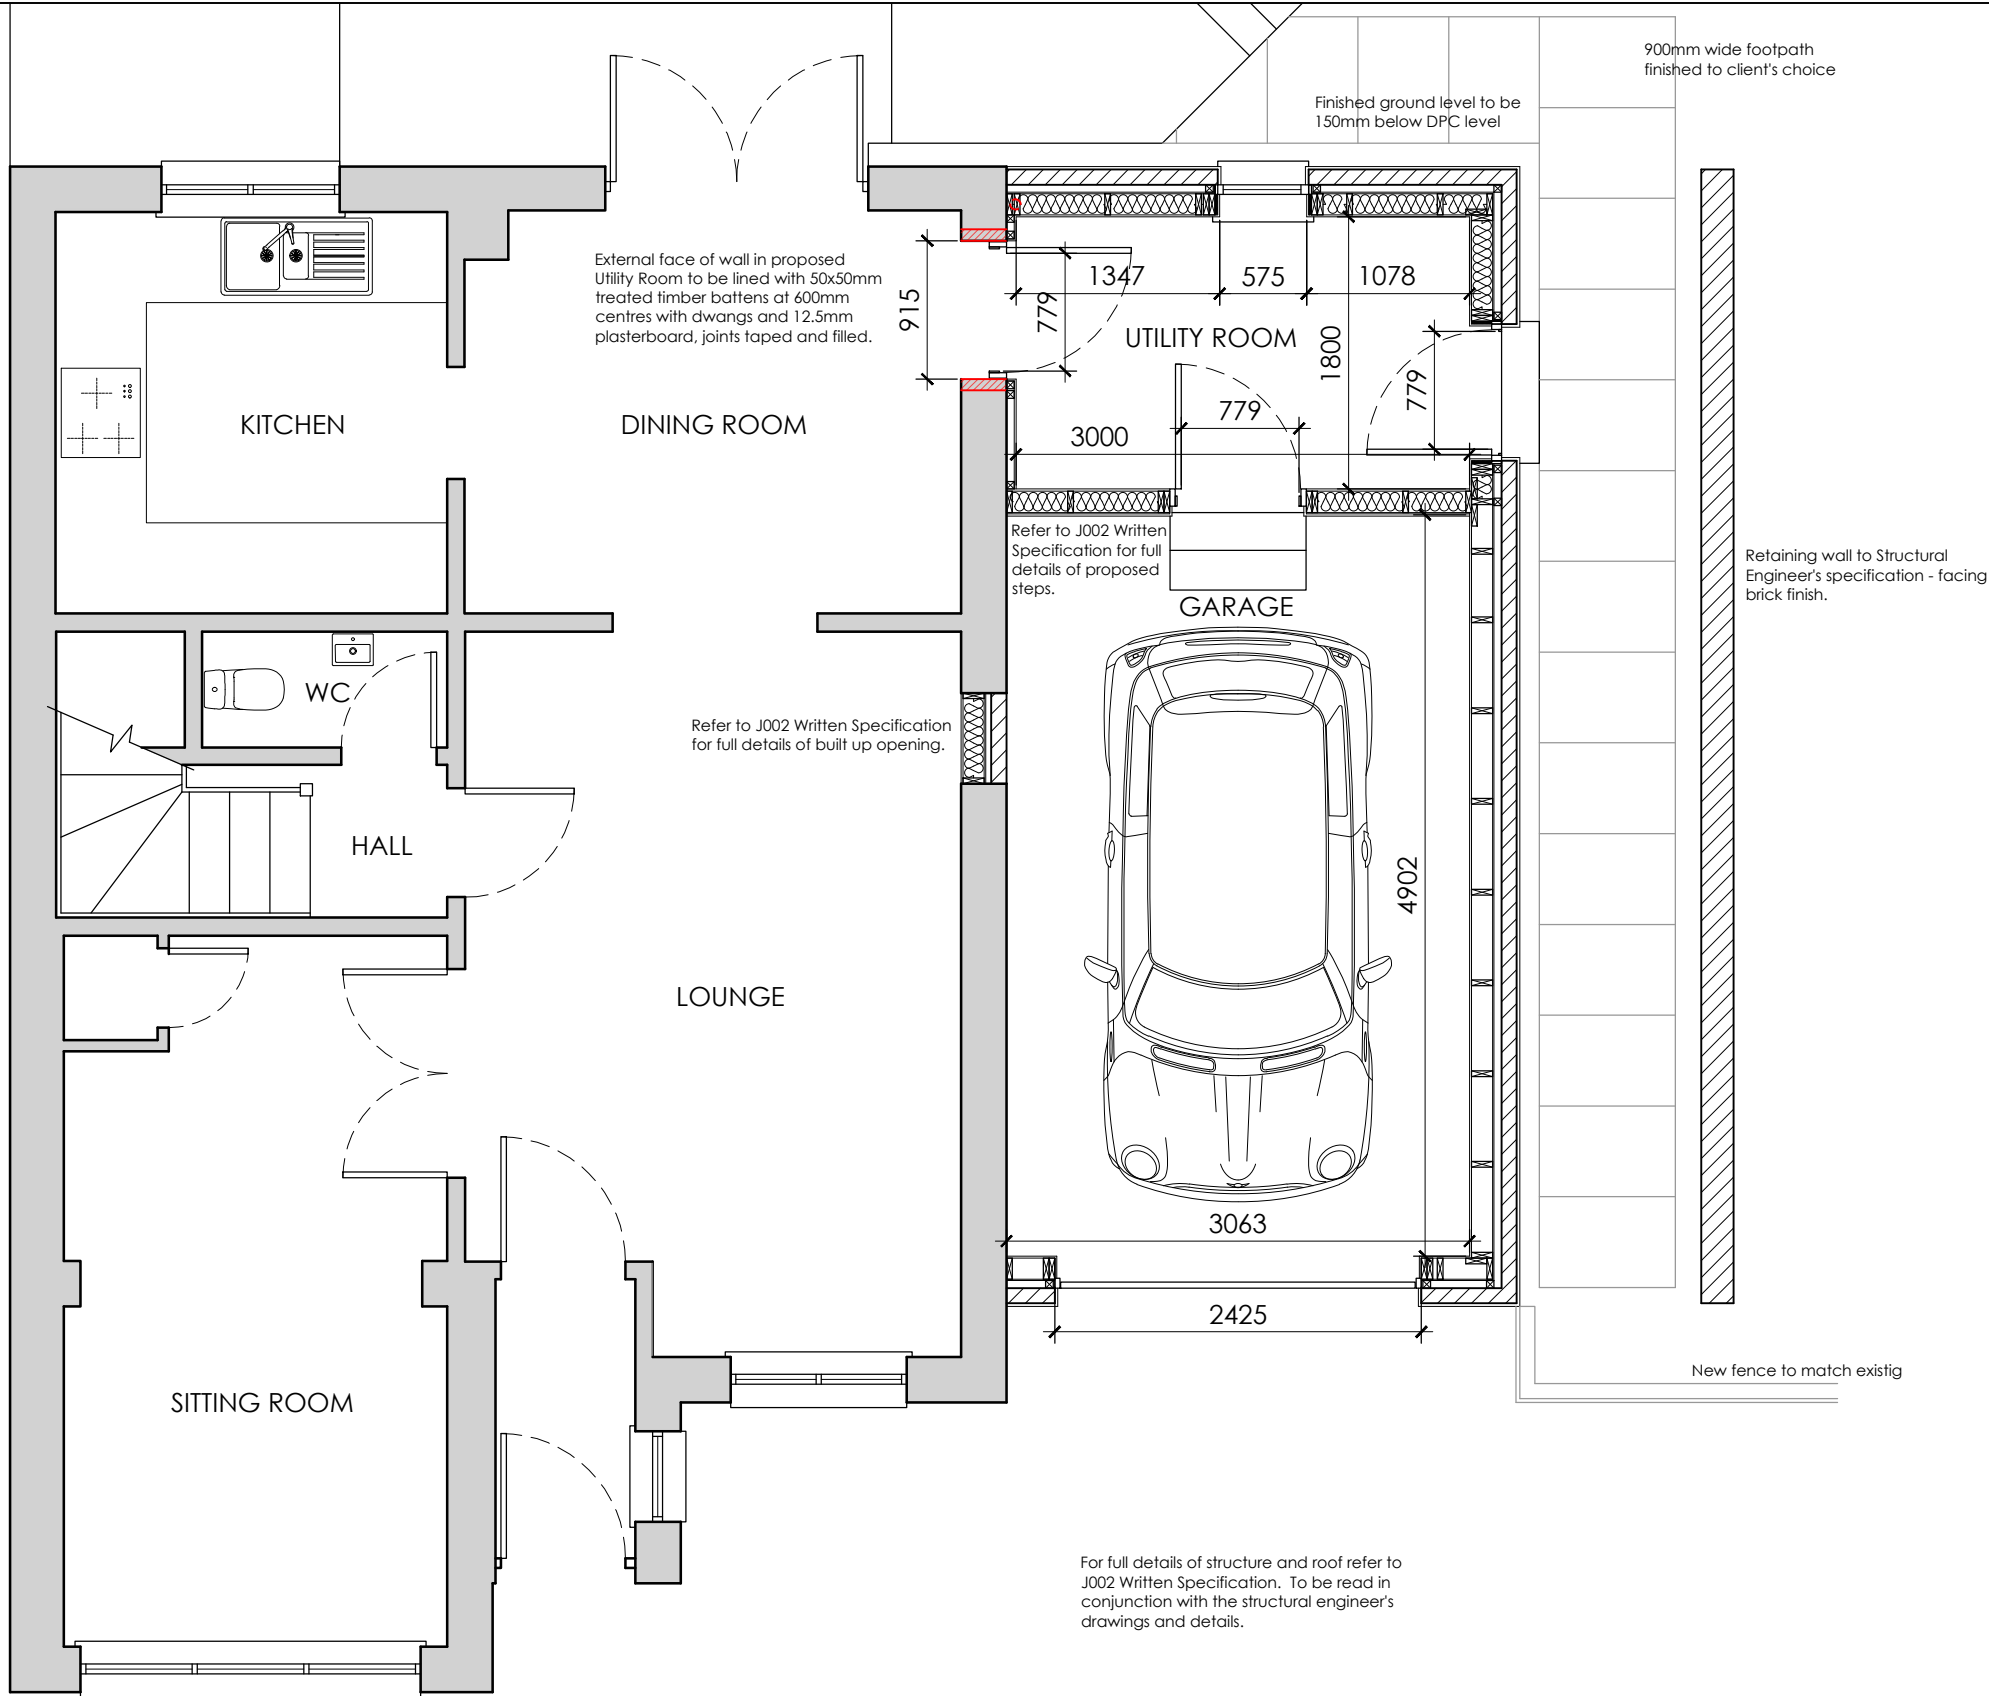 900mm wide footpath
finished to client's choice
Finished ground level to be
150mm below DPC level
External face of wall in proposed
Utility Room to be lined with 50x50mm
treated timber battens at 600mm
centres with dwangs and 12.5mm
plasterboard, joints taped and filled.
915
779
1347
575
1078
UTILITY ROOM
1800
779
779
3000
KITCHEN
DINING ROOM
Refer to J002 Written
Specification for full
details of proposed
steps.
GARAGE
Retaining wall to Structural
Engineer's specification - facing
brick finish.
WC
Refer to J002 Written Specification
for full details of built up opening.
HALL
4902
LOUNGE
3063
2425
New fence to match existig
SITTING ROOM
For full details of structure and roof refer to
J002 Written Specification. To be read in
conjunction with the structural engineer's
drawings and details.